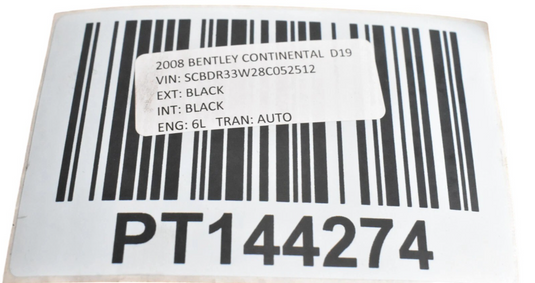 2008 BENTLEY CONTINENTAL D19
VIN: SCBDR33W28C052512
EXT: BLACK
INT: BLACK
ENG: 6L TRAN: AUTO
PT144274